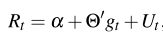 R_t = α + Θ′g_t + U_t.